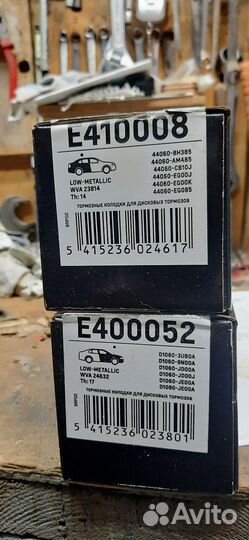 E410008
44060-8H385
44060-AM485
44060-CB10J
44060-EG00J
44060-EG00K
44060-EG085
LOW-METALLIC
WVA 23814
Th: 14
ТОРМОЗНЫЕ КОЛОДКИ ДЛЯ ДИСКОВЫХ ТОРМОЗОВ
5 415236 024617
E400052
D1060-3UB0A
D1060-9N00A
D1060-JD00A
D1060-JD00J
D1060-JE00A
D1060-JE0EA
LOW-METALLIC
WVA 24632
Th: 17
ТОРМОЗНЫЕ КОЛОДКИ ДЛЯ ДИСКОВЫХ ТОРМОЗОВ
5 415236 023801
Avito